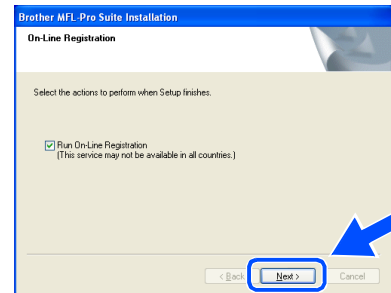 Brother MFL-Pro Suite Installation
On-Line Registration
Select the actions to perform when Setup finishes.
Run On-Line Registration
(This service may not be available in all countries.)
< Back
Next >
Cancel